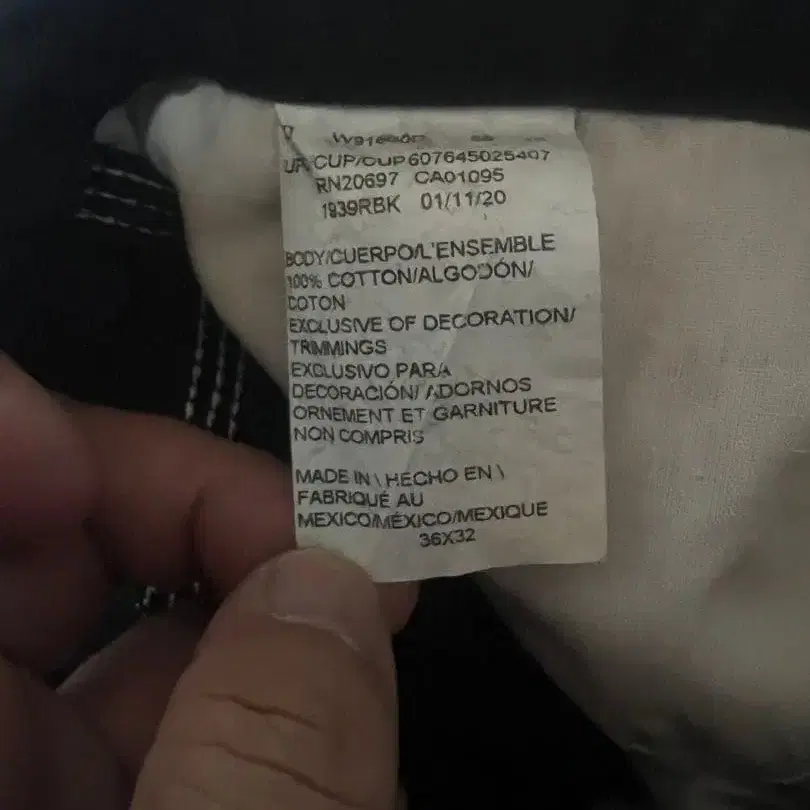 UP/CUP/CUP 607645025407
RN20697 CA01095
1939RBK 01/11/20
BODY/CUERPO/L'ENSEMBLE
100% COTTON/ALGODÓN/
COTON
EXCLUSIVE OF DECORATION/
TRIMMINGS
EXCLUSIVO PARA
DECORACIÓN/ ADORNOS
ORNEMENT ET GARNITURE
NON COMPRIS
MADE IN \ HECHO EN \
FABRIQUÉ AU
MEXICO/MÉXICO/MEXIQUE
36X32